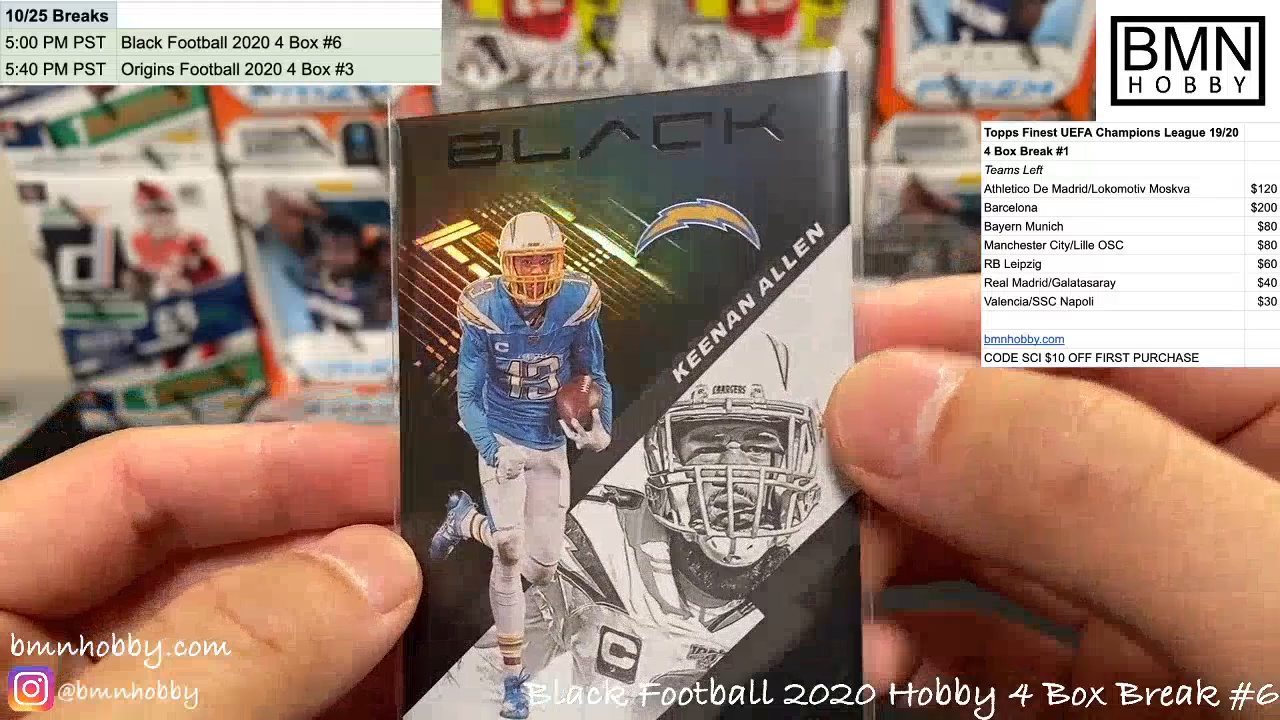 10/25 Breaks
5:00 PM PST Black Football 2020 4 Box #6
5:40 PM PST Origins Football 2020 4 Box #3
BMN
HOBBY
Topps Finest UEFA Champions League 19/20
4 Box Break #1
Teams Left
Athletico De Madrid/Lokomotiv Moskva $120
Barcelona $200
Bayern Munich $80
Manchester City/Lille OSC $80
RB Leipzig $60
Real Madrid/Galatasaray $40
Valencia/SSC Napoli $30
bmnhobby.com
CODE SCI $10 OFF FIRST PURCHASE
2020
BLACK
KEENAN ALLEN
13
C
CHARGERS
C
bmnhobby.com
@bmnhobby
Black Football 2020 Hobby 4 Box Break #6